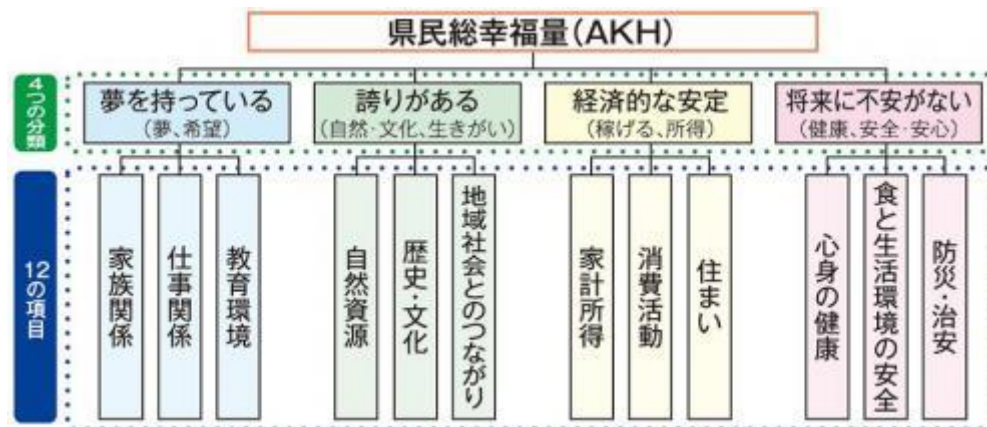 県民総幸福量(AKH)
4つの分類
夢を持っている
(夢、希望)
誇りがある
(自然・文化、生きがい)
経済的な安定
(稼げる、所得)
将来に不安がない
(健康、安全・安心)
12の項目
家族関係
仕事関係
教育環境
自然資源
歴史・文化
地域社会とのつながり
家計所得
消費活動
住まい
心身の健康
食と生活環境の安全
防災・治安